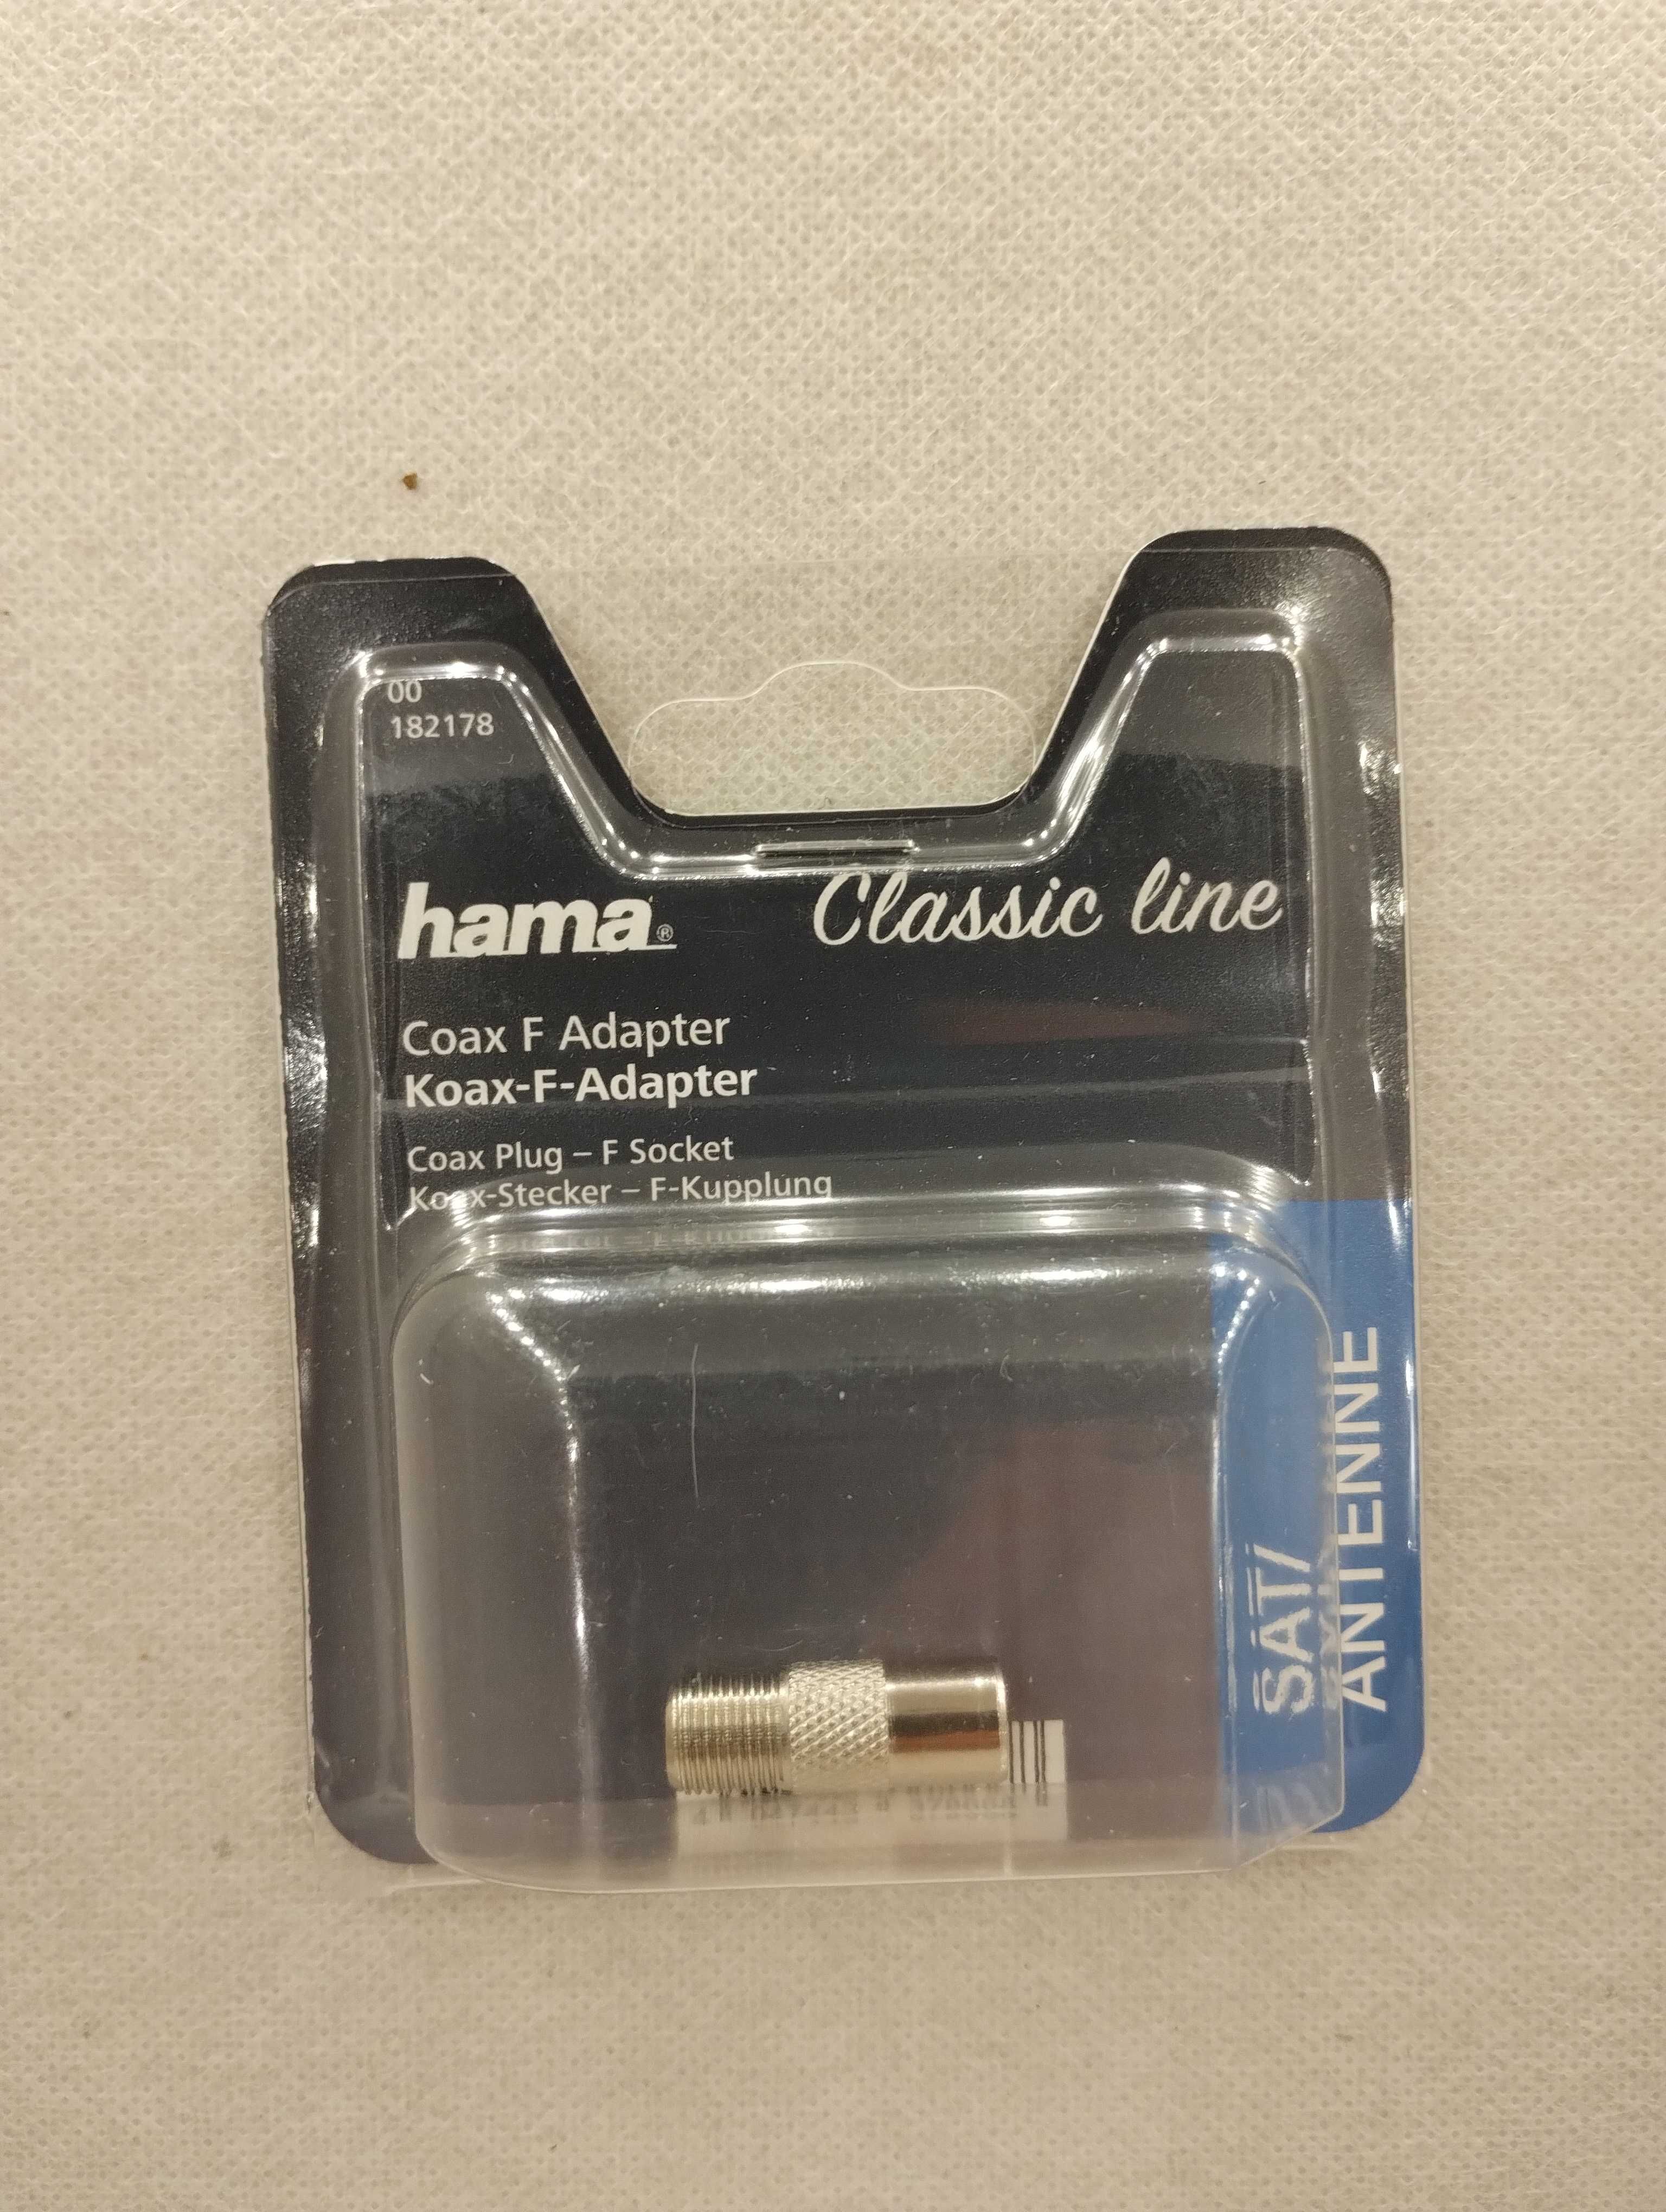 00
182178
hama®
Classic line
Coax F Adapter
Koax-F-Adapter
Coax Plug – F Socket
Koax-Stecker – F-Kupplung
SAT/
ANTENNE